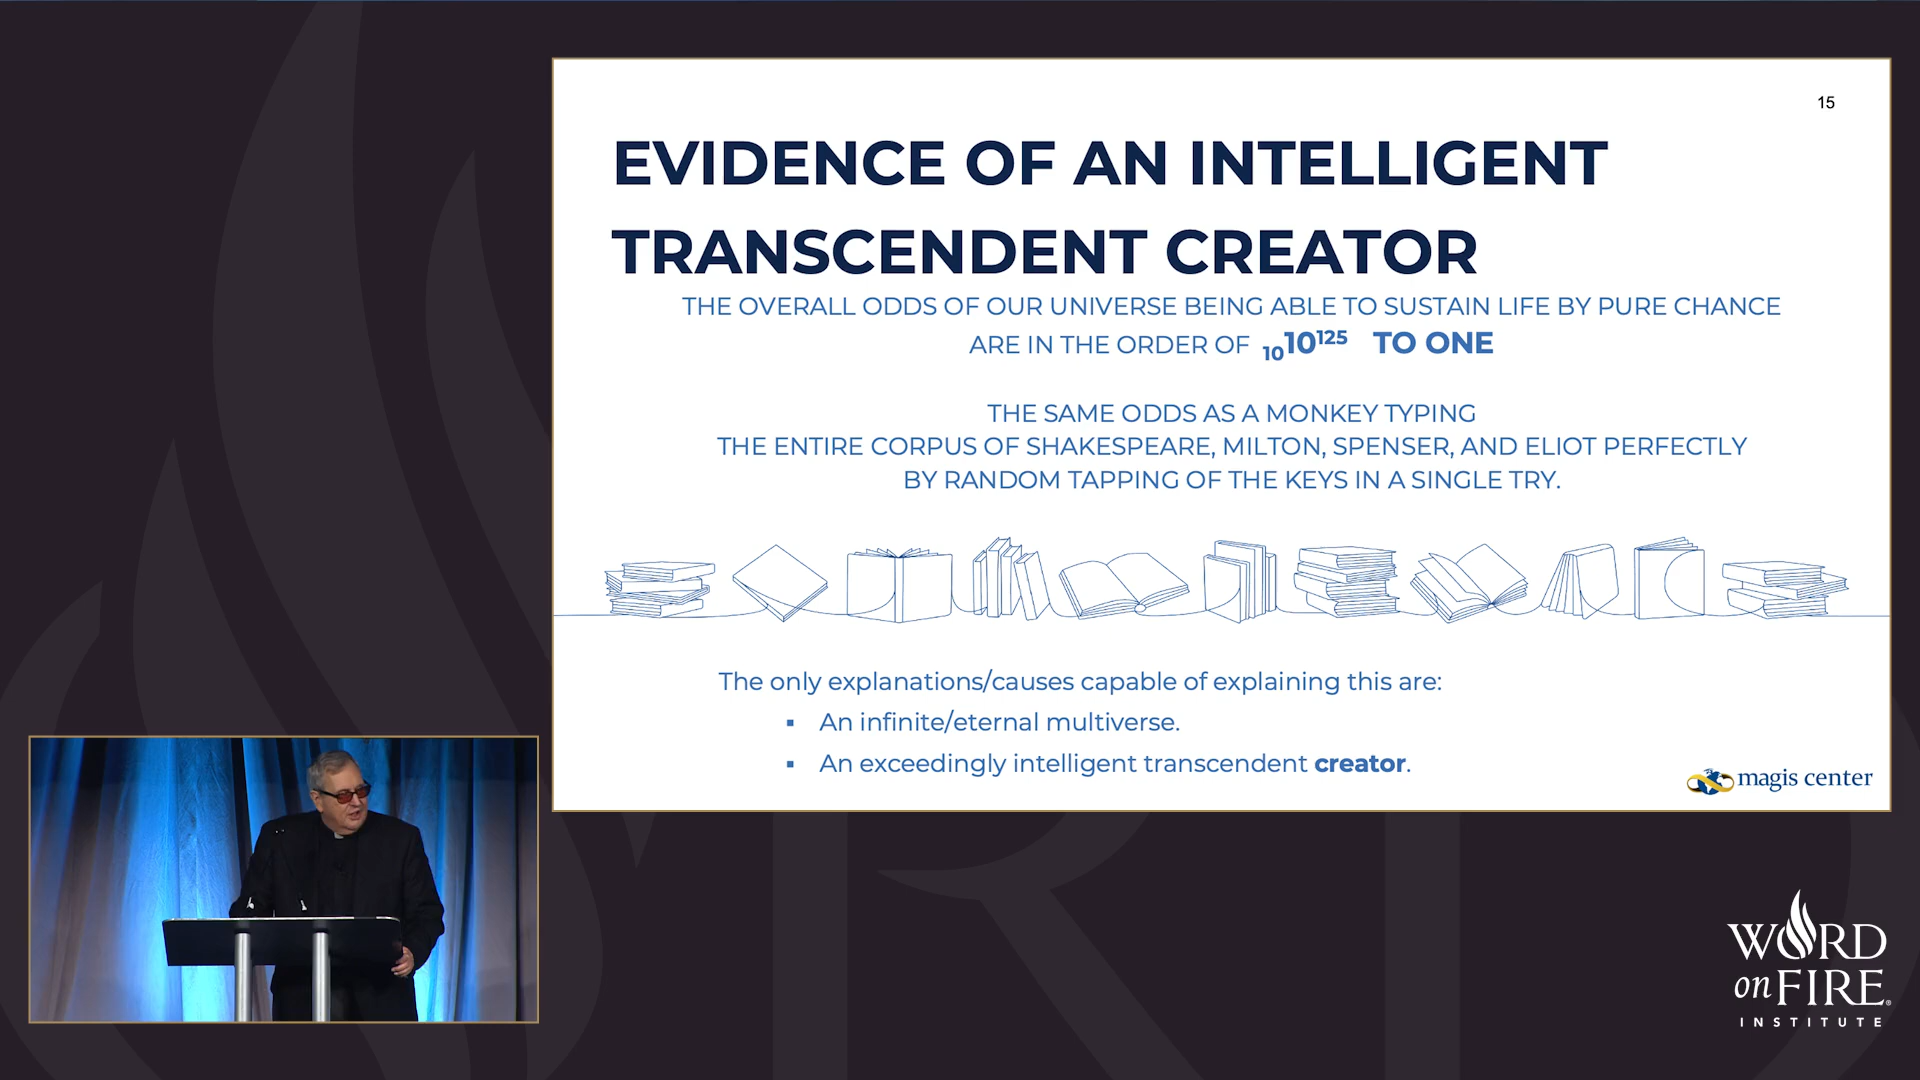 15
EVIDENCE OF AN INTELLIGENT
TRANSCENDENT CREATOR
THE OVERALL ODDS OF OUR UNIVERSE BEING ABLE TO SUSTAIN LIFE BY PURE CHANCE
ARE IN THE ORDER OF ₁₀10¹²⁵ TO ONE
THE SAME ODDS AS A MONKEY TYPING
THE ENTIRE CORPUS OF SHAKESPEARE, MILTON, SPENSER, AND ELIOT PERFECTLY
BY RANDOM TAPPING OF THE KEYS IN A SINGLE TRY.
The only explanations/causes capable of explaining this are:
▪ An infinite/eternal multiverse.
▪ An exceedingly intelligent transcendent creator.
magis center
WORD
on FIRE
INSTITUTE